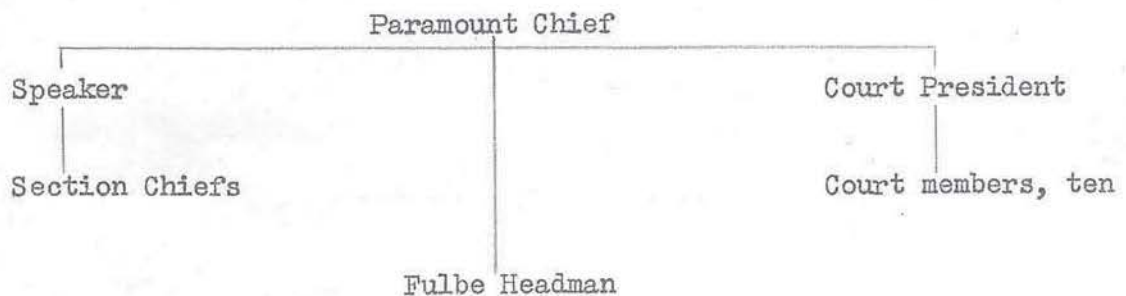 Paramount Chief
Speaker Court President
Section Chiefs Court members, ten
Fulbe Headman